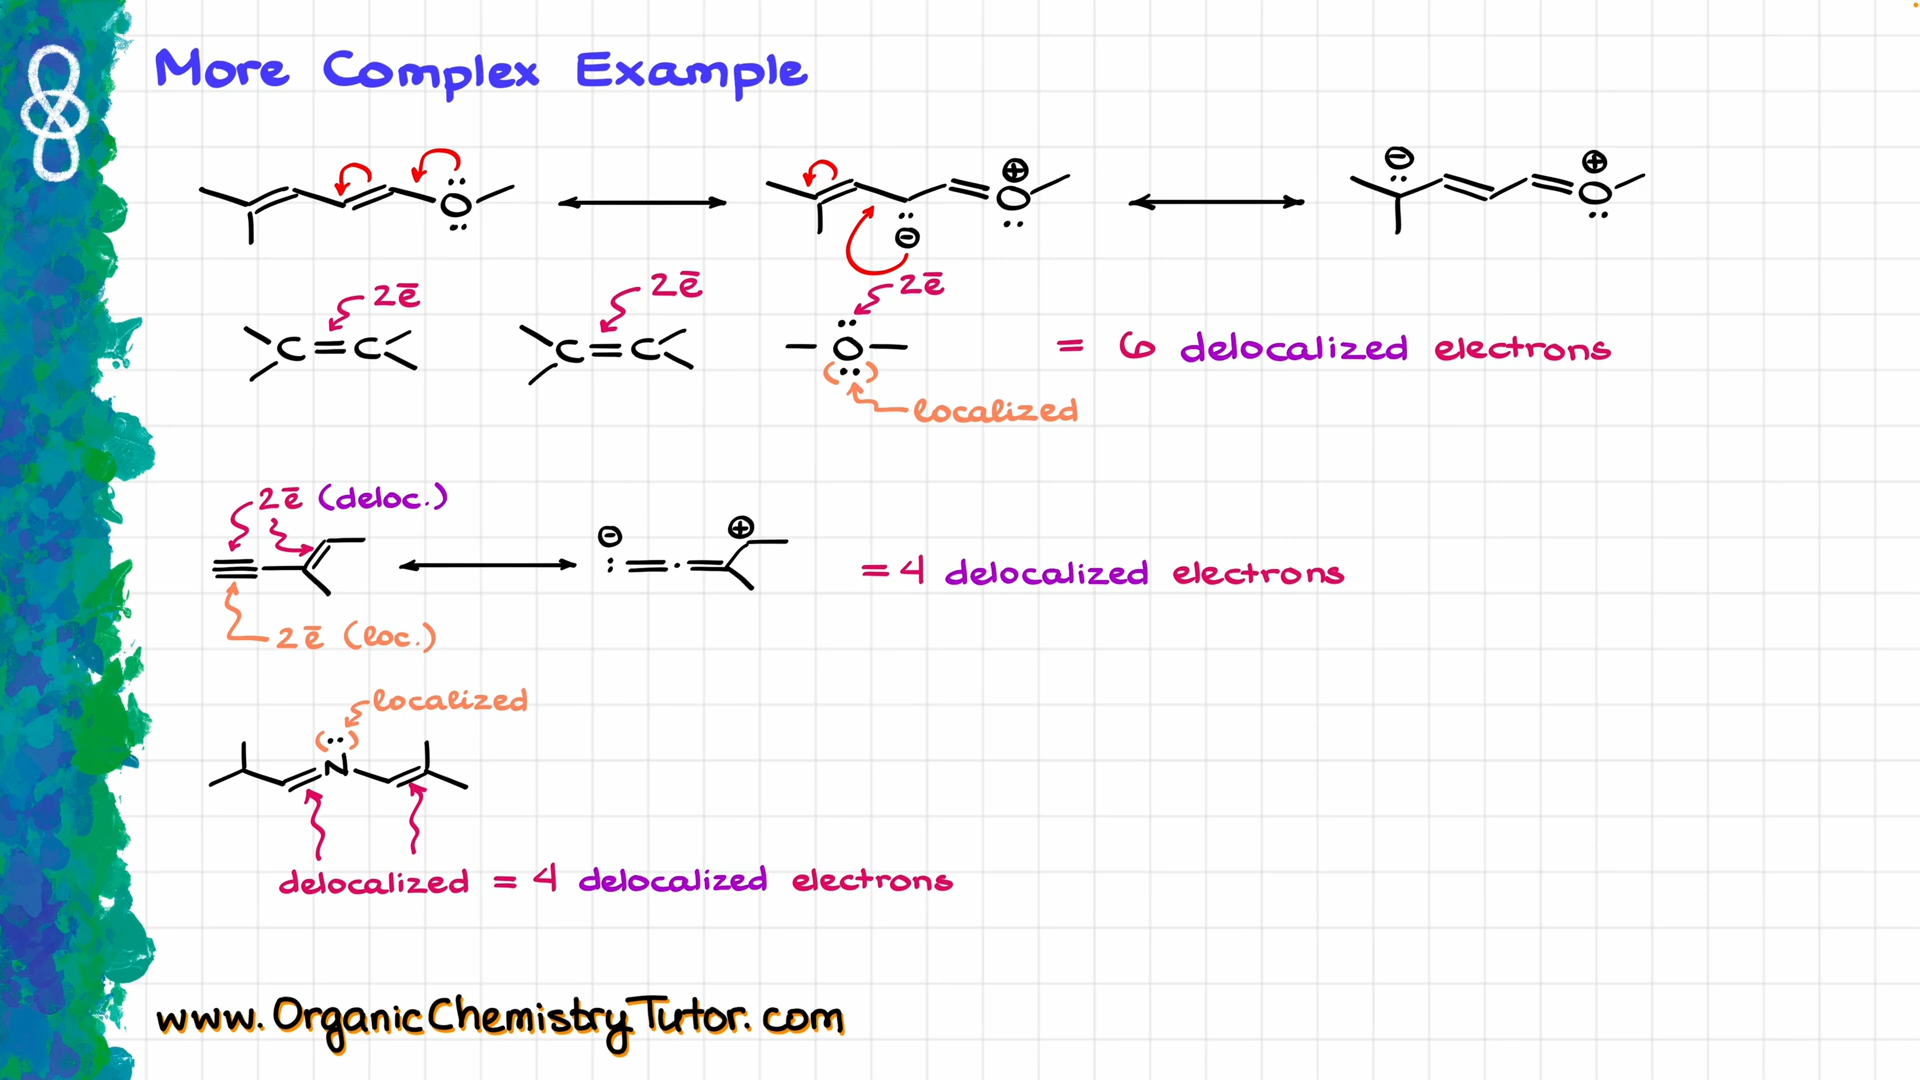 More Complex Example
O
⊕
O
⊖
⊖
⊕
O
2ē
2ē
2ē
C=C
C=C
O
= 6 delocalized electrons
localized
2ē (deloc.)
⊖
⊕
= 4 delocalized electrons
2ē (loc.)
localized
N
delocalized = 4 delocalized electrons
www.OrganicChemistryTutor.com